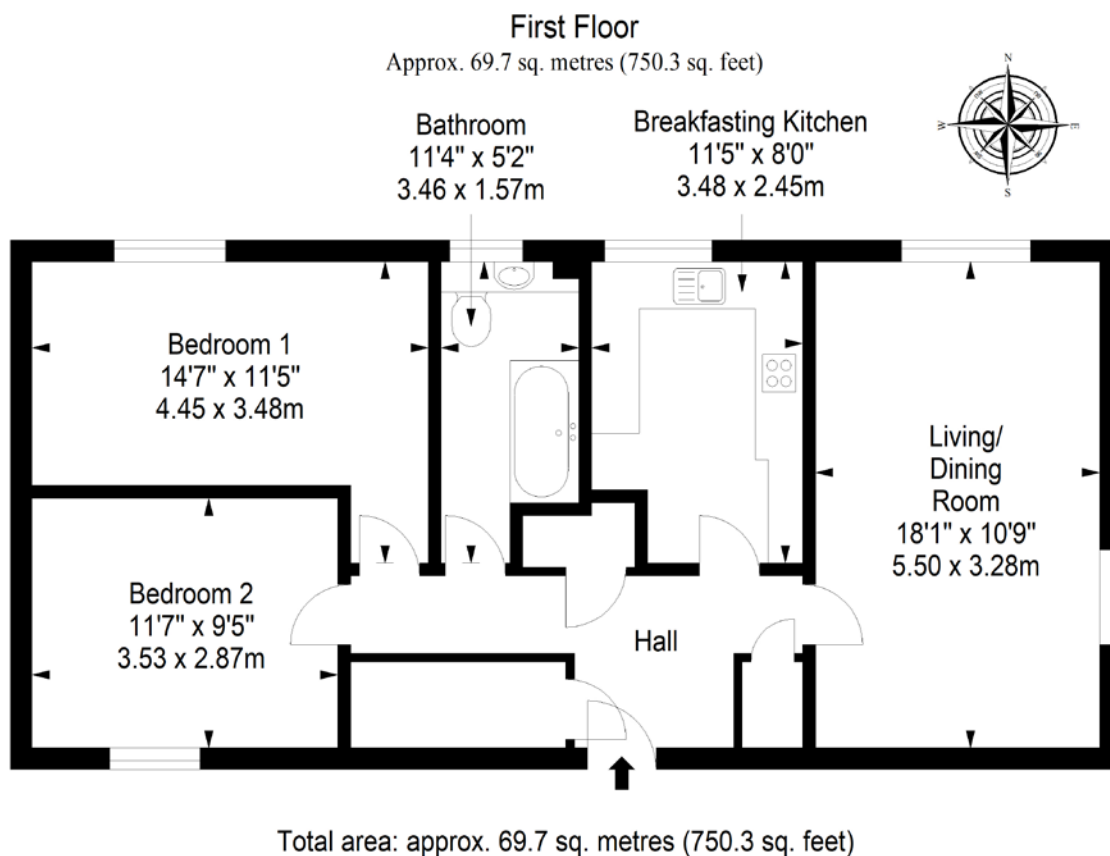 First Floor
Approx. 69.7 sq. metres (750.3 sq. feet)
N
W
E
S
Bathroom
11'4" x 5'2"
3.46 x 1.57m
Breakfasting Kitchen
11'5" x 8'0"
3.48 x 2.45m
Bedroom 1
14'7" x 11'5"
4.45 x 3.48m
Living/
Dining
Room
18'1" x 10'9"
5.50 x 3.28m
Bedroom 2
11'7" x 9'5"
3.53 x 2.87m
Hall
Total area: approx. 69.7 sq. metres (750.3 sq. feet)